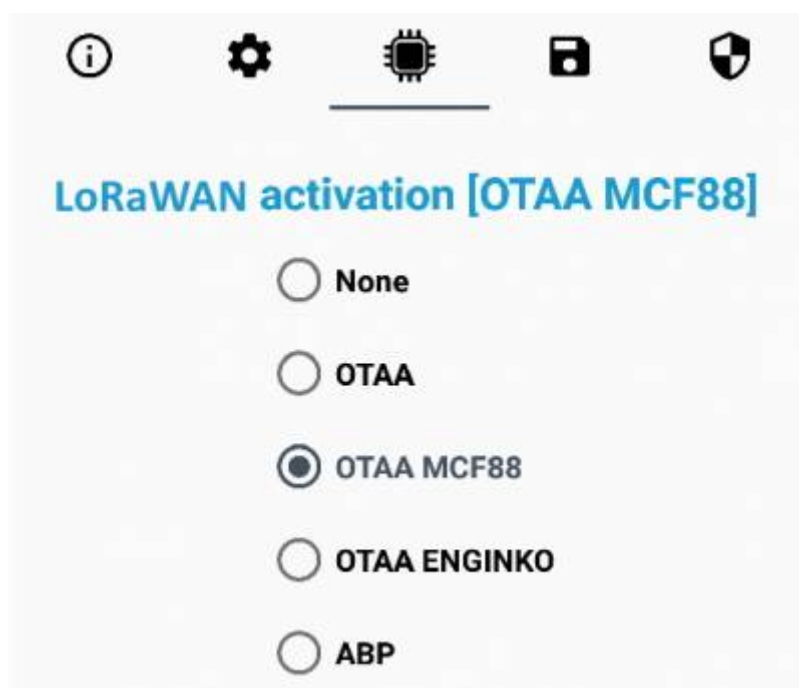 LoRaWAN activation [OTAA MCF88]
None
OTAA
OTAA MCF88
OTAA ENGINKO
ABP